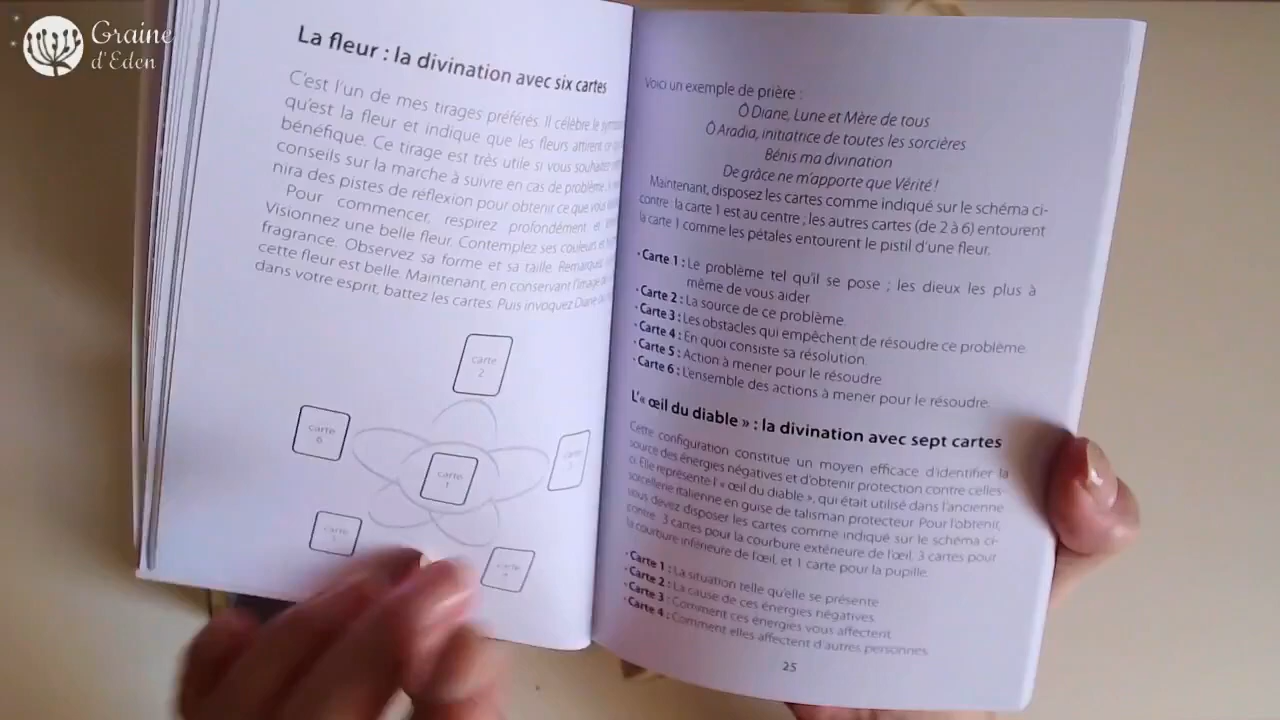 Graine
d'Eden
La fleur : la divination avec six cartes
C'est l'un de mes tirages préférés. Il célèbre le
qu'est la fleur et indique que les fleurs attirent
bénéfique. Ce tirage est très utile si vous souhaitez
conseils sur la marche à suivre en cas de problème.
nira des pistes de réflexion pour obtenir ce que vous
Pour commencer, respirez profondément et
Visionnez une belle fleur. Contemplez ses couleurs et
fragrance. Observez sa forme et sa taille. Remarquez
cette fleur est belle. Maintenant, en conservant l'image
dans votre esprit, battez les cartes. Puis invoquez Diane
carte
2
carte
6
carte
carte
1
carte
carte
Voici un exemple de prière :
Ô Diane, Lune et Mère de tous
Ô Aradia, initiatrice de toutes les sorcières
Bénis ma divination
De grâce ne m'apporte que Vérité !
Maintenant, disposez les cartes comme indiqué sur le schéma ci-
contre : la carte 1 est au centre ; les autres cartes (de 2 à 6) entourent
la carte 1 comme les pétales entourent le pistil d'une fleur.
• Carte 1 : Le problème tel qu'il se pose ; les dieux les plus à
même de vous aider
• Carte 2 : La source de ce problème.
• Carte 3 : Les obstacles qui empêchent de résoudre ce problème.
• Carte 4 : En quoi consiste sa résolution.
• Carte 5 : Action à mener pour le résoudre
• Carte 6 : L'ensemble des actions à mener pour le résoudre.
L'« œil du diable » : la divination avec sept cartes
Cette configuration constitue un moyen efficace d'identifier la
source des énergies négatives et d'obtenir protection contre celles-
ci. Elle représente l'« œil du diable », qui était utilisé dans l'ancienne
sorcellerie italienne en guise de talisman protecteur. Pour l'obtenir,
vous devez disposer les cartes comme indiqué sur le schéma ci-
contre : 3 cartes pour la courbure extérieure de l'œil, 3 cartes pour
la courbure inférieure de l'œil, et 1 carte pour la pupille.
• Carte 1 : La situation telle qu'elle se présente
• Carte 2 : La cause de ces énergies négatives
• Carte 3 : Comment ces énergies vous affectent
• Carte 4 : Comment elles affectent d'autres personnes
25